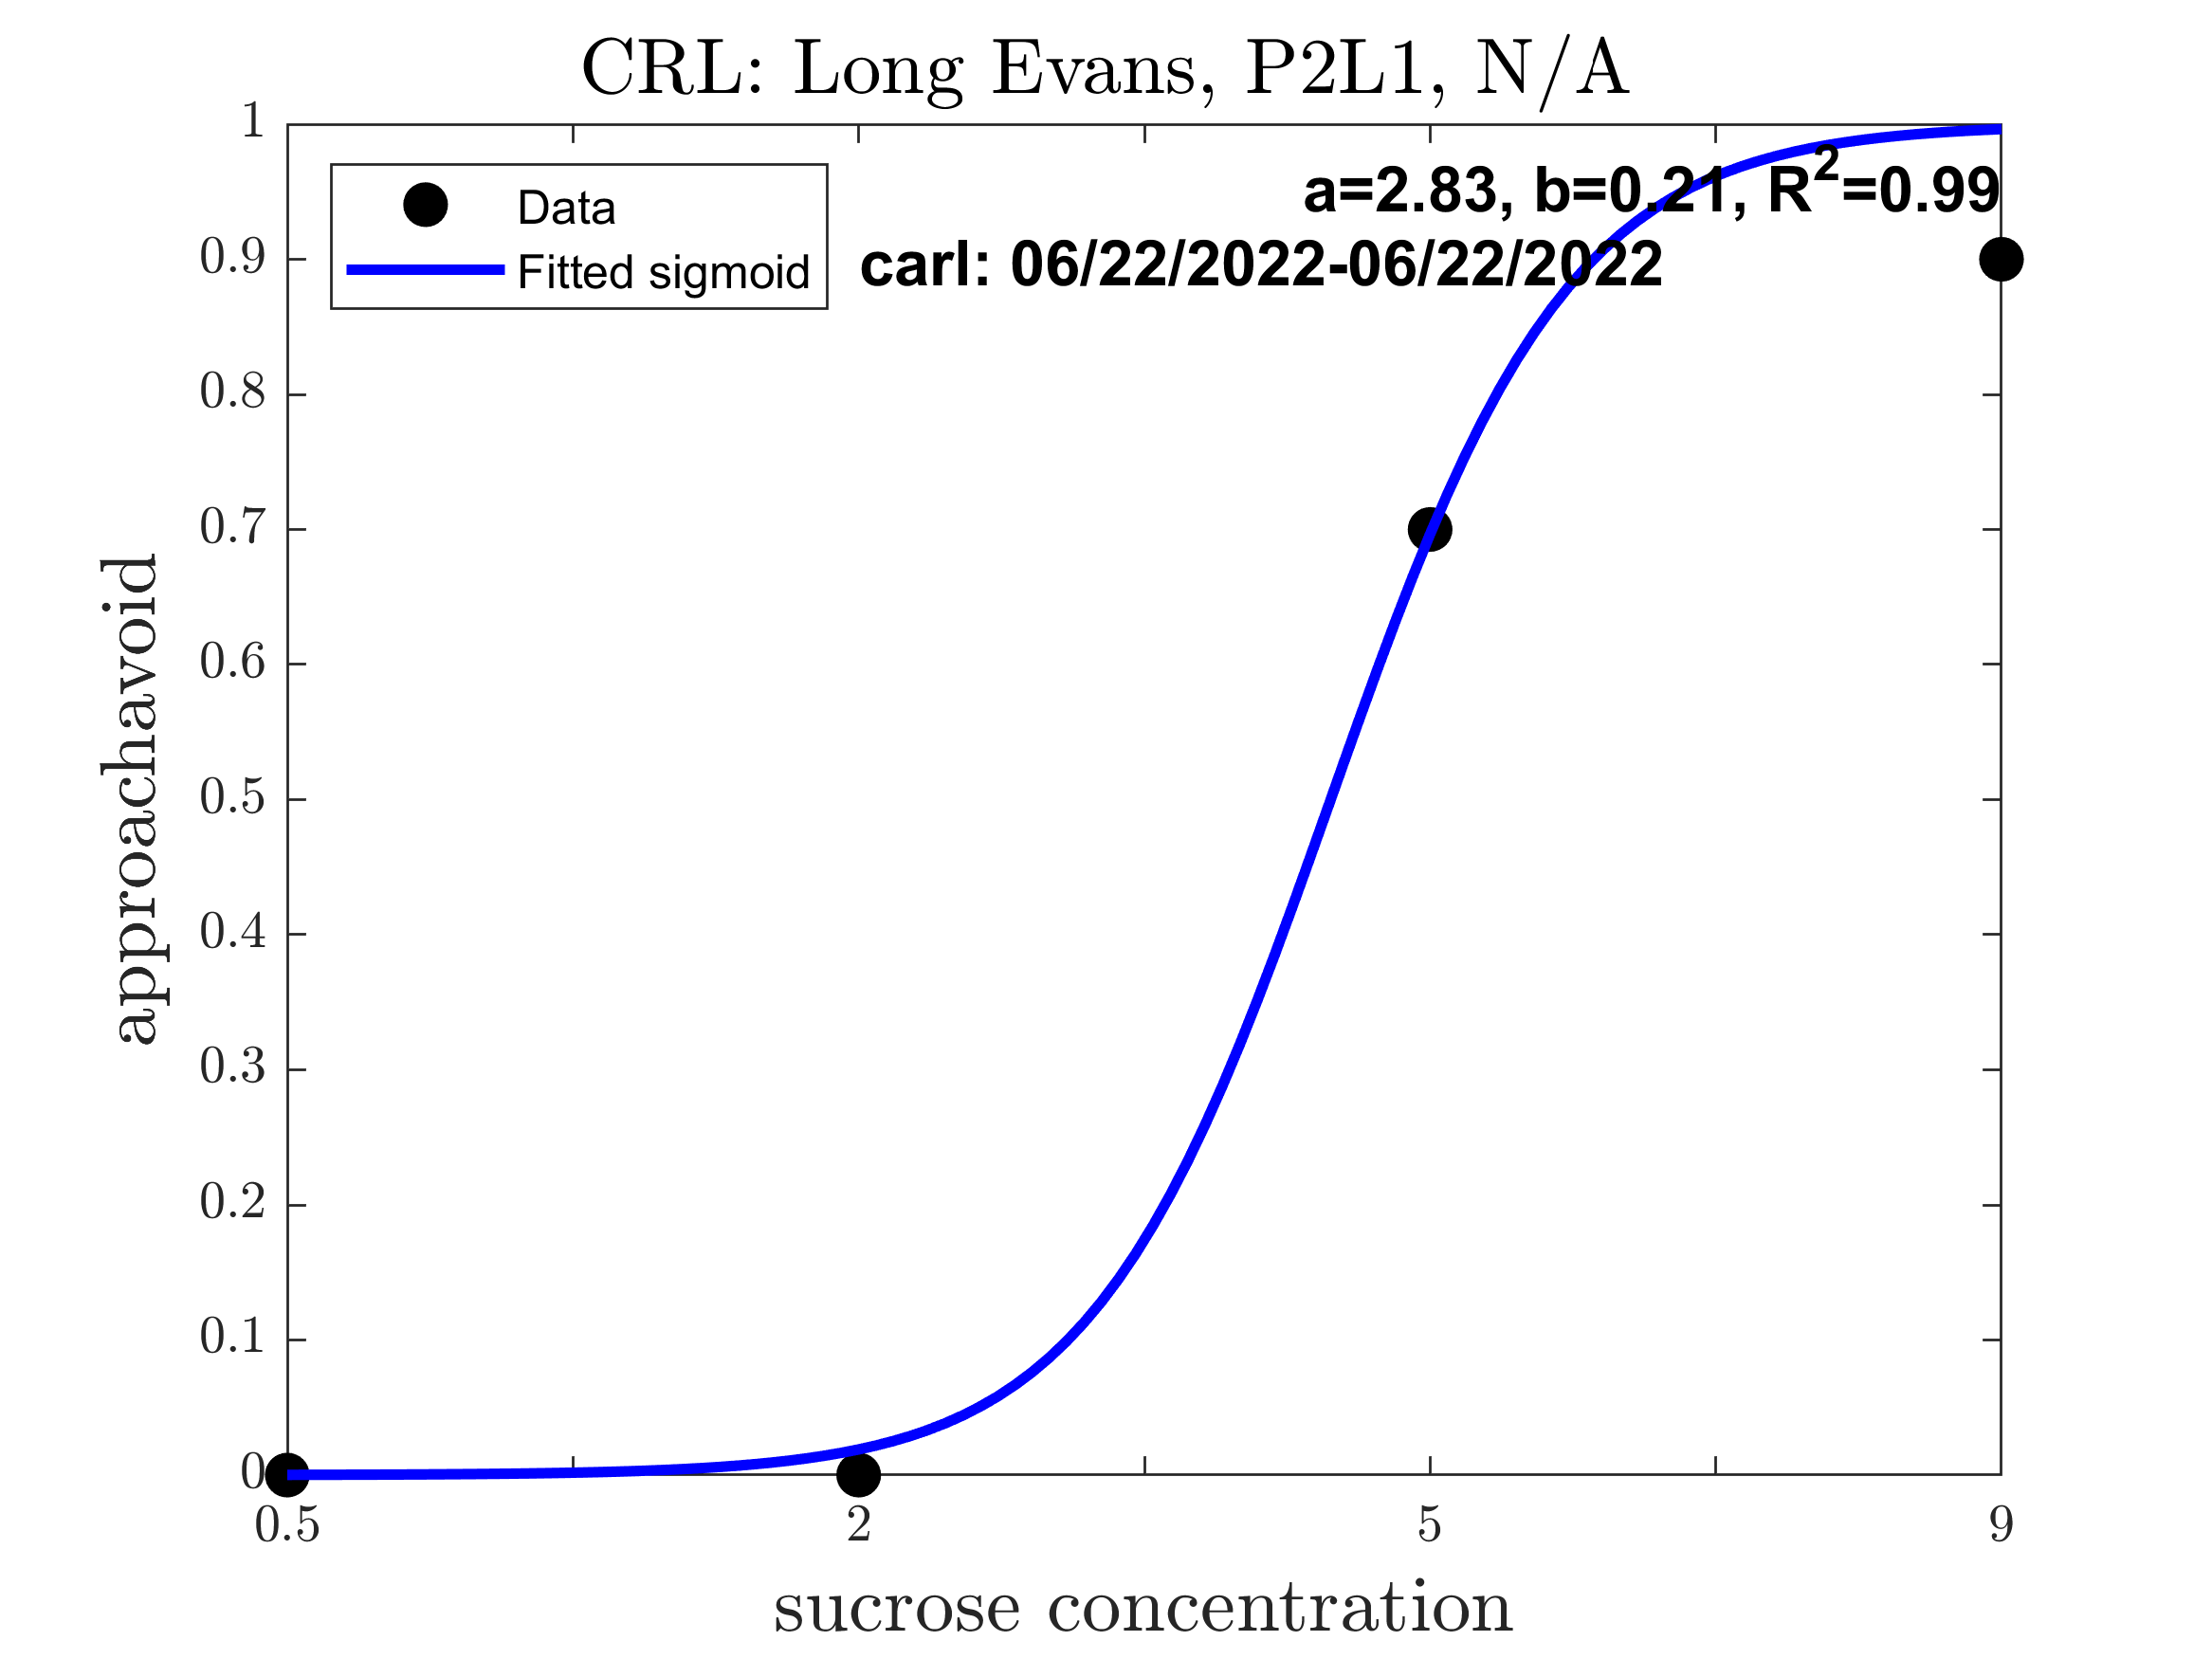 CRL: Long Evans, P2L1, N/A
Data
Fitted sigmoid
a=2.83, b=0.21, R²=0.99
carl: 06/22/2022-06/22/2022
approachavoid
1
0.9
0.8
0.7
0.6
0.5
0.4
0.3
0.2
0.1
0
0.5 2 5 9
sucrose concentration